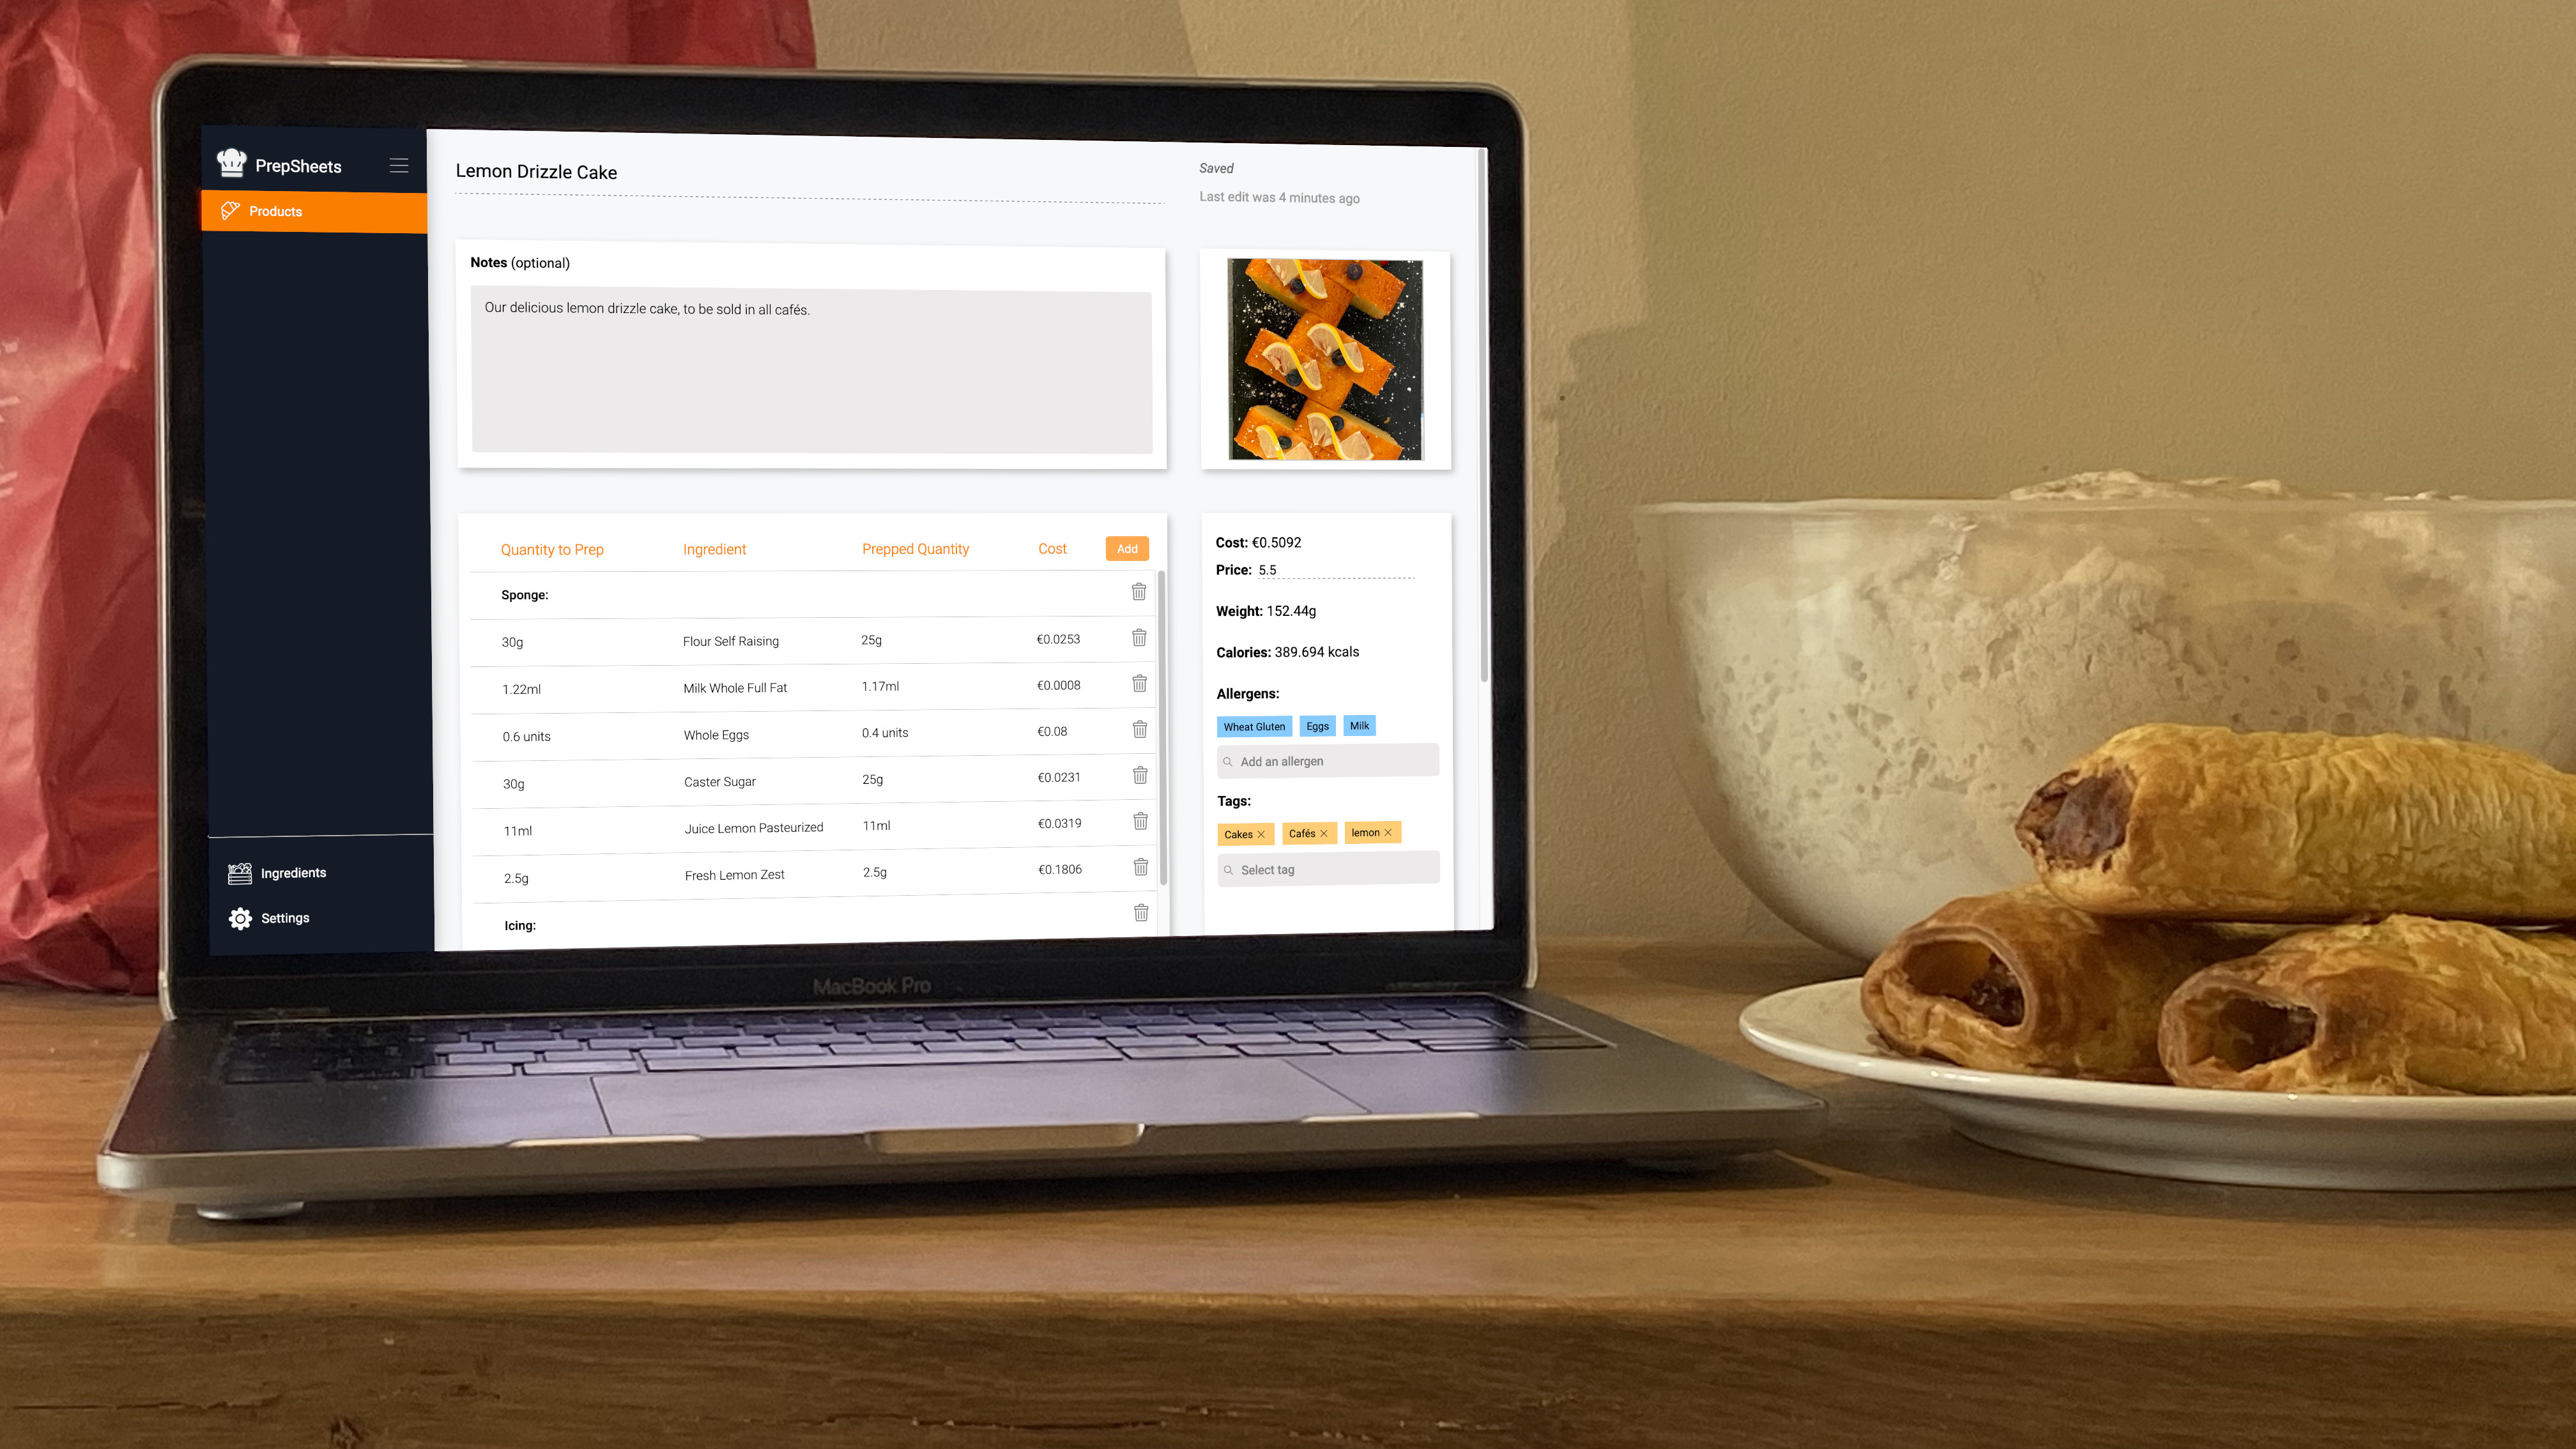 PrepSheets
Products
Ingredients
Settings
Lemon Drizzle Cake
Saved
Last edit was 4 minutes ago
Notes (optional)
Our delicious lemon drizzle cake, to be sold in all cafés.
Quantity to Prep Ingredient Prepped Quantity Cost Add
Sponge:
30g Flour Self Raising 25g €0.0253
1.22ml Milk Whole Full Fat 1.17ml €0.0008
0.6 units Whole Eggs 0.4 units €0.08
30g Caster Sugar 25g €0.0231
11ml Juice Lemon Pasteurized 11ml €0.0319
2.5g Fresh Lemon Zest 2.5g €0.1806
Icing:
Cost: €0.5092
Price: 5.5
Weight: 152.44g
Calories: 389.694 kcals
Allergens:
Wheat Gluten Eggs Milk
Add an allergen
Tags:
Cakes Cafés lemon
Select tag
MacBook Pro